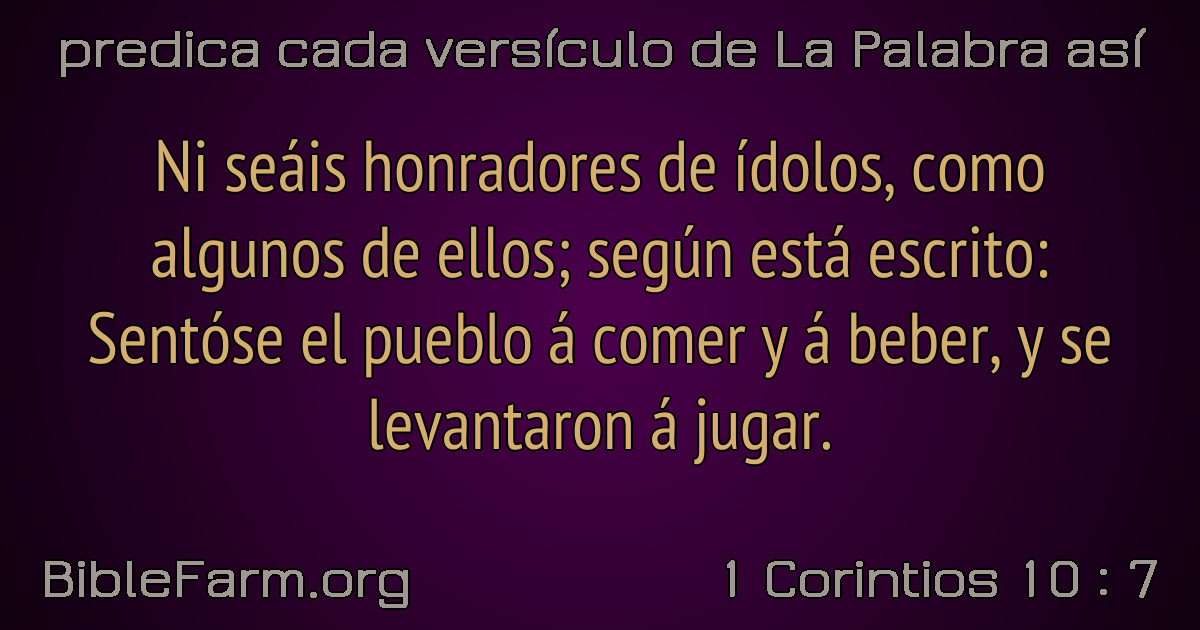 predica cada versículo de La Palabra así
Ni seáis honradores de ídolos, como
algunos de ellos; según está escrito:
Sentóse el pueblo á comer y á beber, y se
levantaron á jugar.
BibleFarm.org
1 Corintios 10 : 7